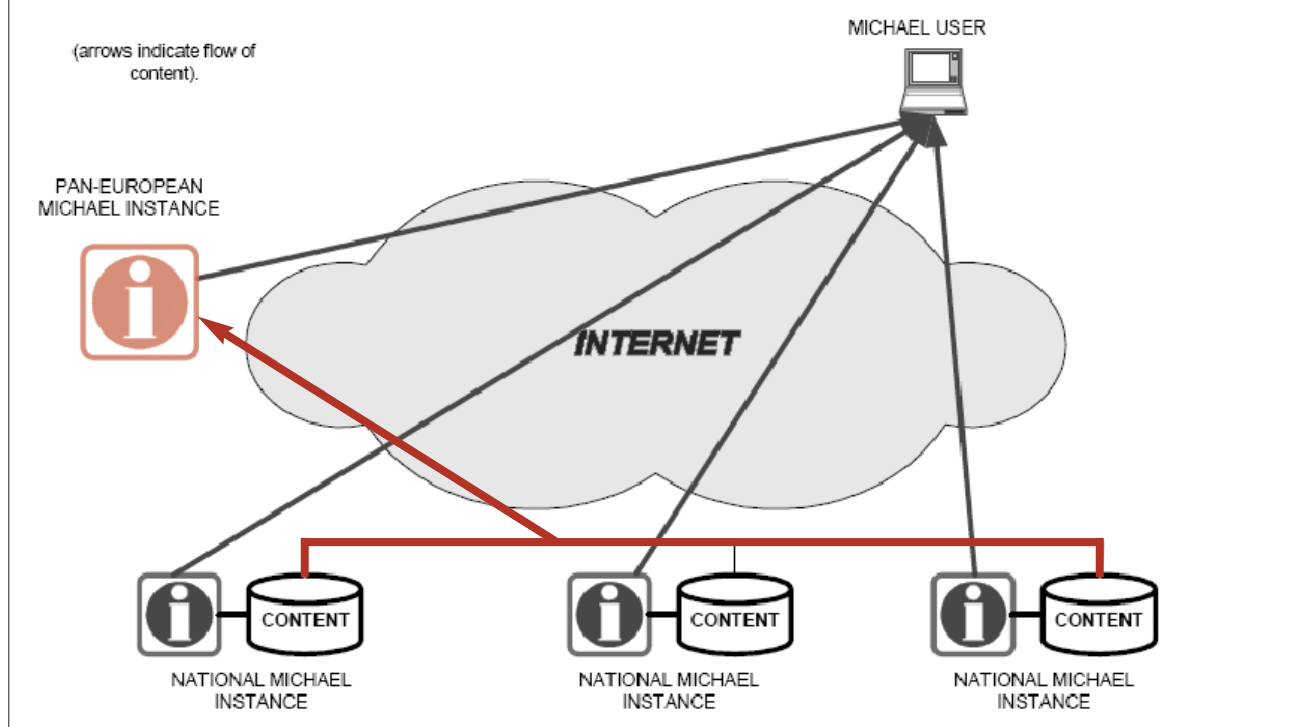 MICHAEL USER
(arrows indicate flow of
content).
PAN-EUROPEAN
MICHAEL INSTANCE
INTERNET
CONTENT
CONTENT
CONTENT
NATIONAL MICHAEL
INSTANCE
NATIONAL MICHAEL
INSTANCE
NATIONAL MICHAEL
INSTANCE